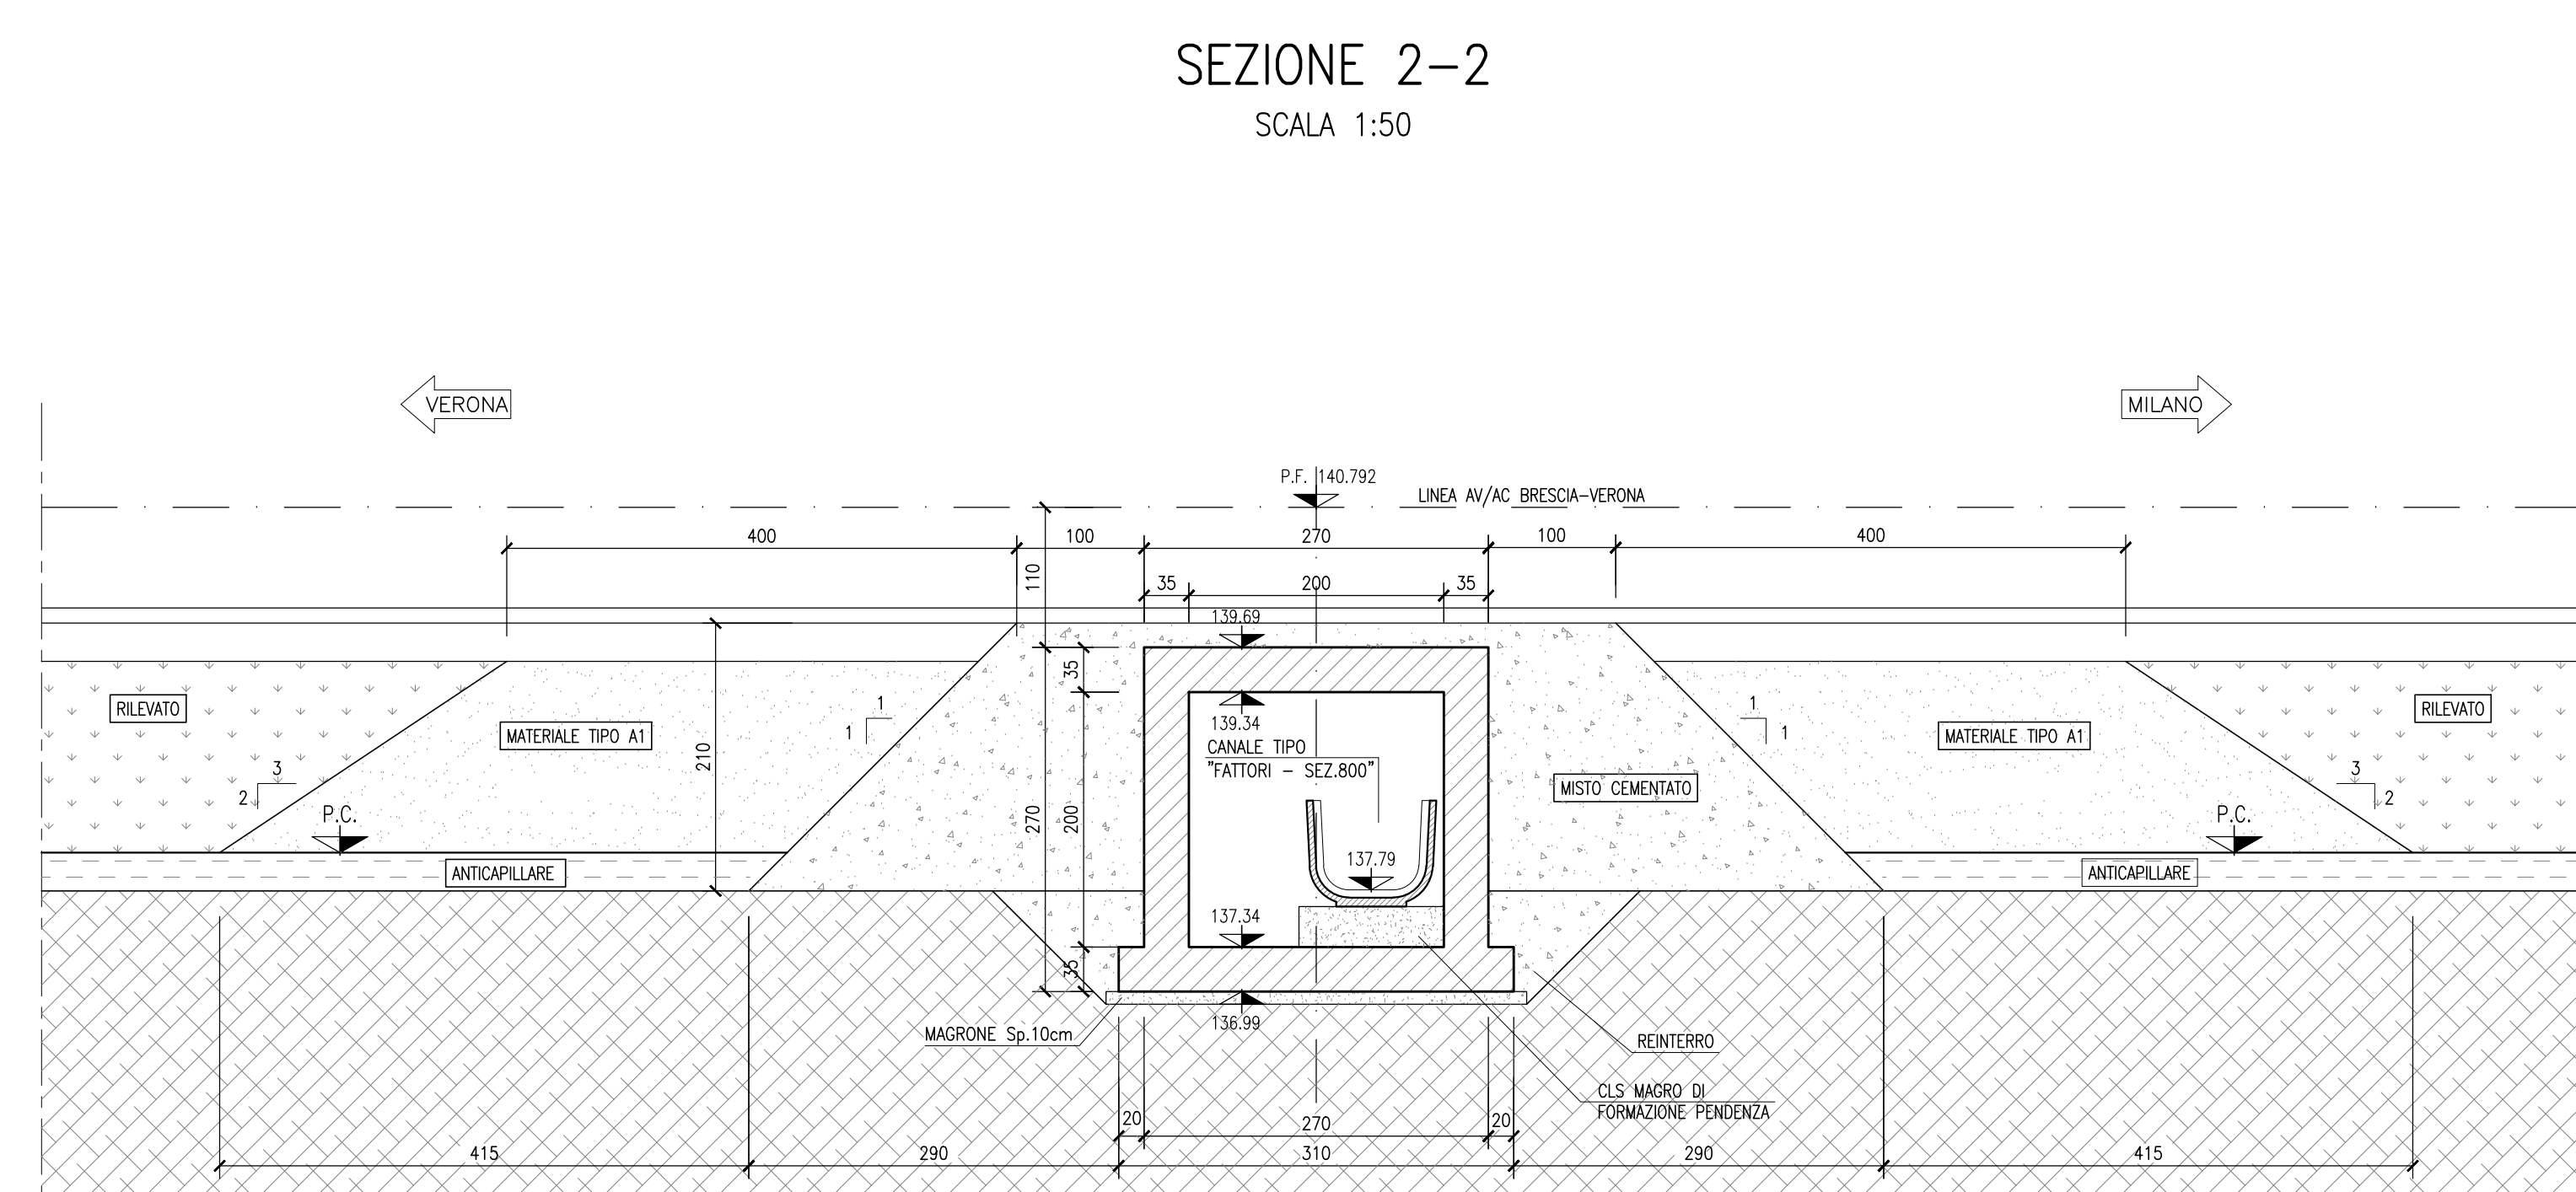 SEZIONE 2-2
SCALA 1:50
VERONA
MILANO
P.F. 140.792
LINEA AV/AC BRESCIA-VERONA
400
100
270
100
400
110
35
200
35
139.69
35
RILEVATO
MATERIALE TIPO A1
1
1
210
139.34
CANALE TIPO
"FATTORI - SEZ.800"
1
1
MATERIALE TIPO A1
RILEVATO
3
2
P.C.
270
200
MISTO CEMENTATO
3
2
P.C.
137.79
ANTICAPILLARE
ANTICAPILLARE
137.34
35
136.99
MAGRONE Sp.10cm
REINTERRO
CLS MAGRO DI
FORMAZIONE PENDENZA
20
270
20
415
290
310
290
415